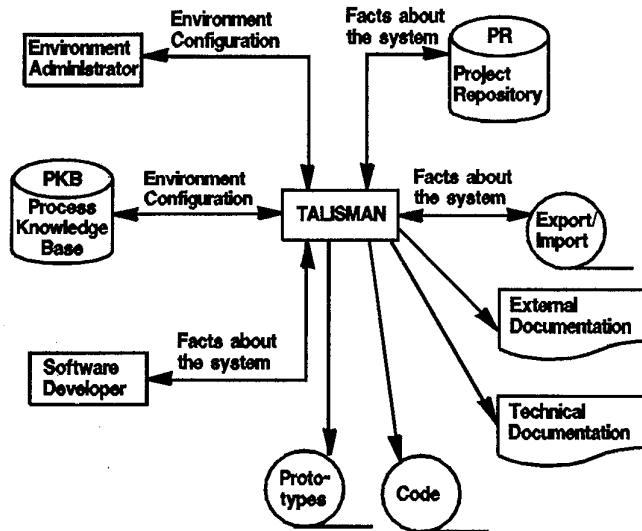 Environment
Configuration
Environment
Administrator
Facts about
the system
PR
Project
Repository
PKB
Process
Knowledge
Base
Environment
Configuration
TALISMAN
Facts about
the system
Export/
Import
External
Documentation
Facts about
the system
Software
Developer
Technical
Documentation
Proto-
types
Code